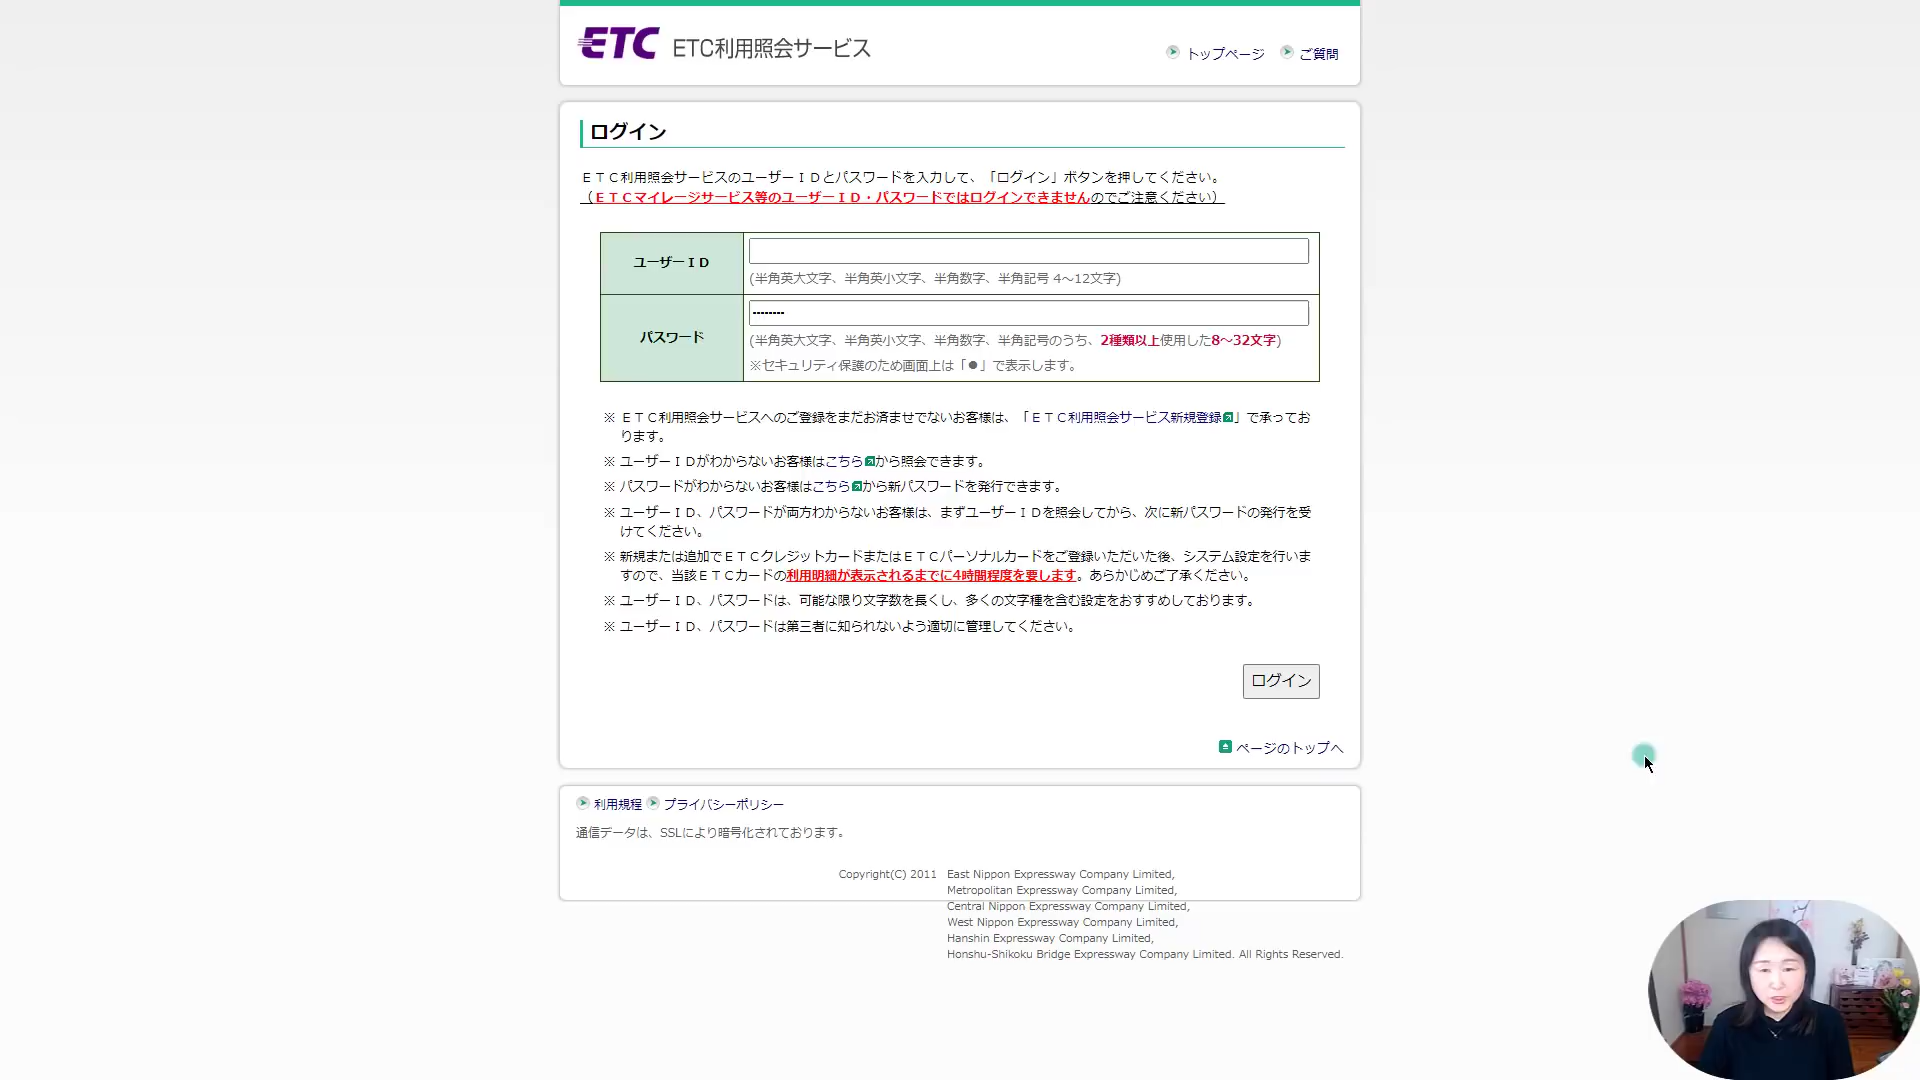 ETC ETC利用照会サービス
トップページ ご質問
ログイン
ＥＴＣ利用照会サービスのユーザーＩＤとパスワードを入力して、「ログイン」ボタンを押してください。
（ＥＴＣマイレージサービス等のユーザーＩＤ・パスワードではログインできませんのでご注意ください）
ユーザーＩＤ
(半角英大文字、半角英小文字、半角数字、半角記号 4～12文字)
パスワード
••••••••
(半角英大文字、半角英小文字、半角数字、半角記号のうち、2種類以上使用した8～32文字)
※セキュリティ保護のため画面上は「●」で表示します。
※ ＥＴＣ利用照会サービスへのご登録をまだお済ませでないお客様は、「ＥＴＣ利用照会サービス新規登録」で承ってお
ります。
※ ユーザーＩＤがわからないお客様はこちらから照会できます。
※ パスワードがわからないお客様はこちらから新パスワードを発行できます。
※ ユーザーＩＤ、パスワードが両方わからないお客様は、まずユーザーＩＤを照会してから、次に新パスワードの発行を受
けてください。
※ 新規または追加でＥＴＣクレジットカードまたはＥＴＣパーソナルカードをご登録いただいた後、システム設定を行いま
すので、当該ＥＴＣカードの利用明細が表示されるまでに4時間程度を要します。あらかじめご了承ください。
※ ユーザーＩＤ、パスワードは、可能な限り文字数を長くし、多くの文字種を含む設定をおすすめしております。
※ ユーザーＩＤ、パスワードは第三者に知られないよう適切に管理してください。
ログイン
ページのトップへ
利用規程 プライバシーポリシー
通信データは、SSLにより暗号化されております。
Copyright(C) 2011 East Nippon Expressway Company Limited,
Metropolitan Expressway Company Limited,
Central Nippon Expressway Company Limited,
West Nippon Expressway Company Limited,
Hanshin Expressway Company Limited,
Honshu-Shikoku Bridge Expressway Company Limited. All Rights Reserved.